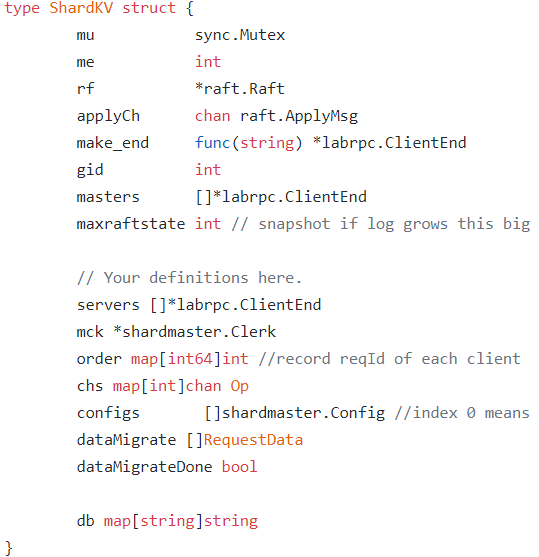 type ShardKV struct {
mu sync.Mutex
me int
rf *raft.Raft
applyCh chan raft.ApplyMsg
make_end func(string) *labrpc.ClientEnd
gid int
masters []*labrpc.ClientEnd
maxraftstate int // snapshot if log grows this big
// Your definitions here.
servers []*labrpc.ClientEnd
mck *shardmaster.Clerk
order map[int64]int //record reqId of each client
chs map[int]chan Op
configs []shardmaster.Config //index 0 means
dataMigrate []RequestData
dataMigrateDone bool
db map[string]string
}